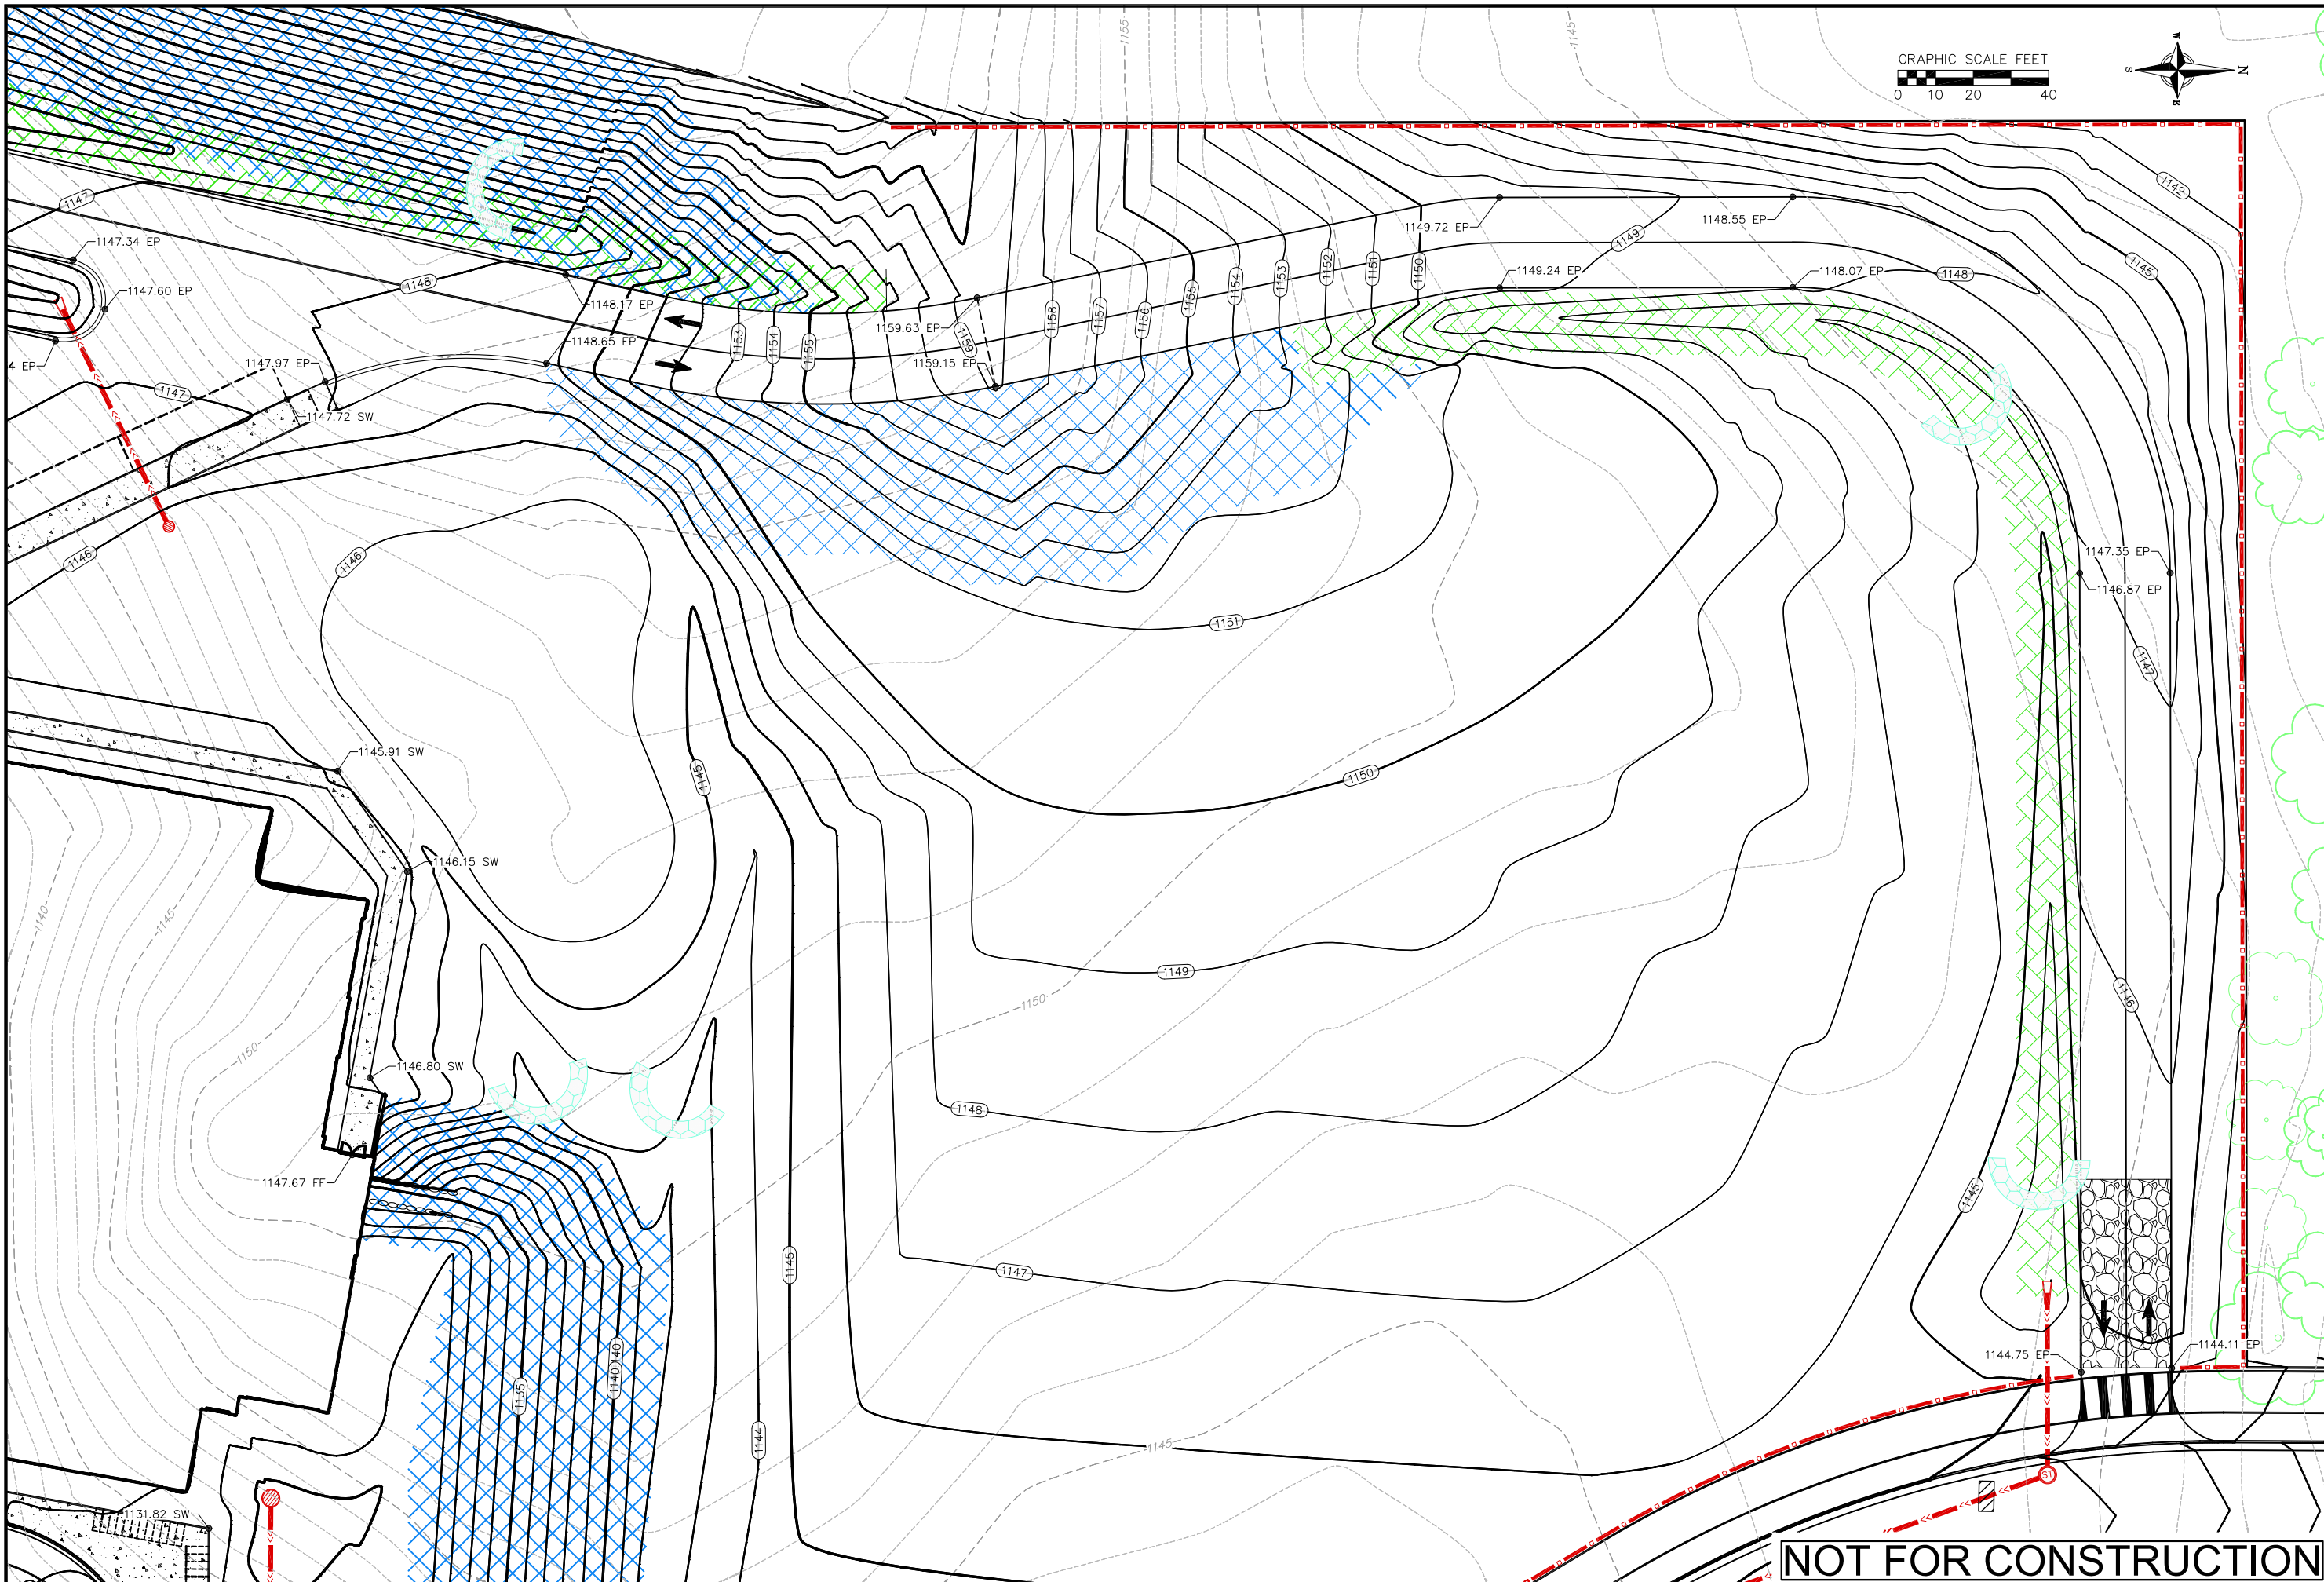 1155
1145
GRAPHIC SCALE FEET
0 10 20 40
W
S
N
E
1147
1142
1147.34 EP
1149.72 EP
1148.55 EP
1149
1145
1147.60 EP
1148
1148.17 EP
1159.63 EP
1159
1158
1157
1156
1155
1154
1153
1152
1151
1150
1149.24 EP
1148.07 EP
1148
1153
1154
1155
4 EP
1147.97 EP
1148.65 EP
1159.15 EP
1147
1147.72 SW
1146
1146
1147.35 EP
1146.87 EP
1151
1147
1145.91 SW
1145
1150
1146.15 SW
1140
1145
1149
1150
1146
1150
1146.80 SW
1148
1147.67 FF
1145
1145
1147
1144.75 EP
1144.11 EP
1135
1140
1140
1144
1145
ST
1131.82 SW
NOT FOR CONSTRUCTION